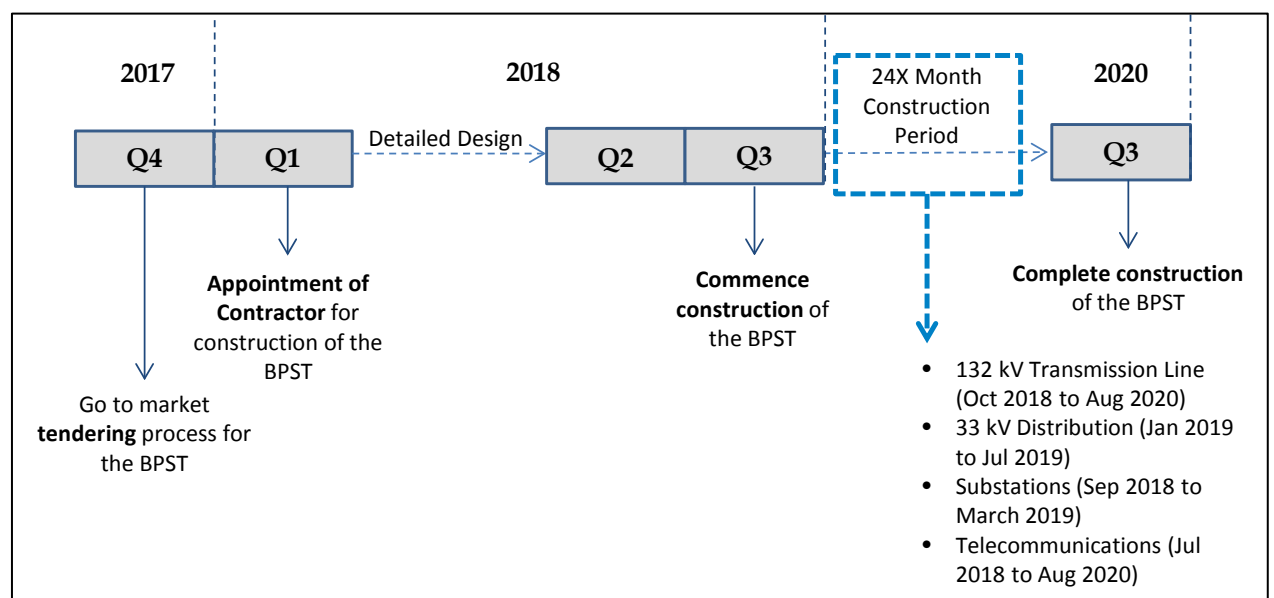 2017
2018
24X Month
Construction
Period
2020
Q4
Q1
Detailed Design
Q2
Q3
Q3
Appointment of
Contractor for
construction of the
BPST
Commence
construction of
the BPST
Complete construction
of the BPST
Go to market
tendering process for
the BPST
• 132 kV Transmission Line
(Oct 2018 to Aug 2020)
• 33 kV Distribution (Jan 2019
to Jul 2019)
• Substations (Sep 2018 to
March 2019)
• Telecommunications (Jul
2018 to Aug 2020)